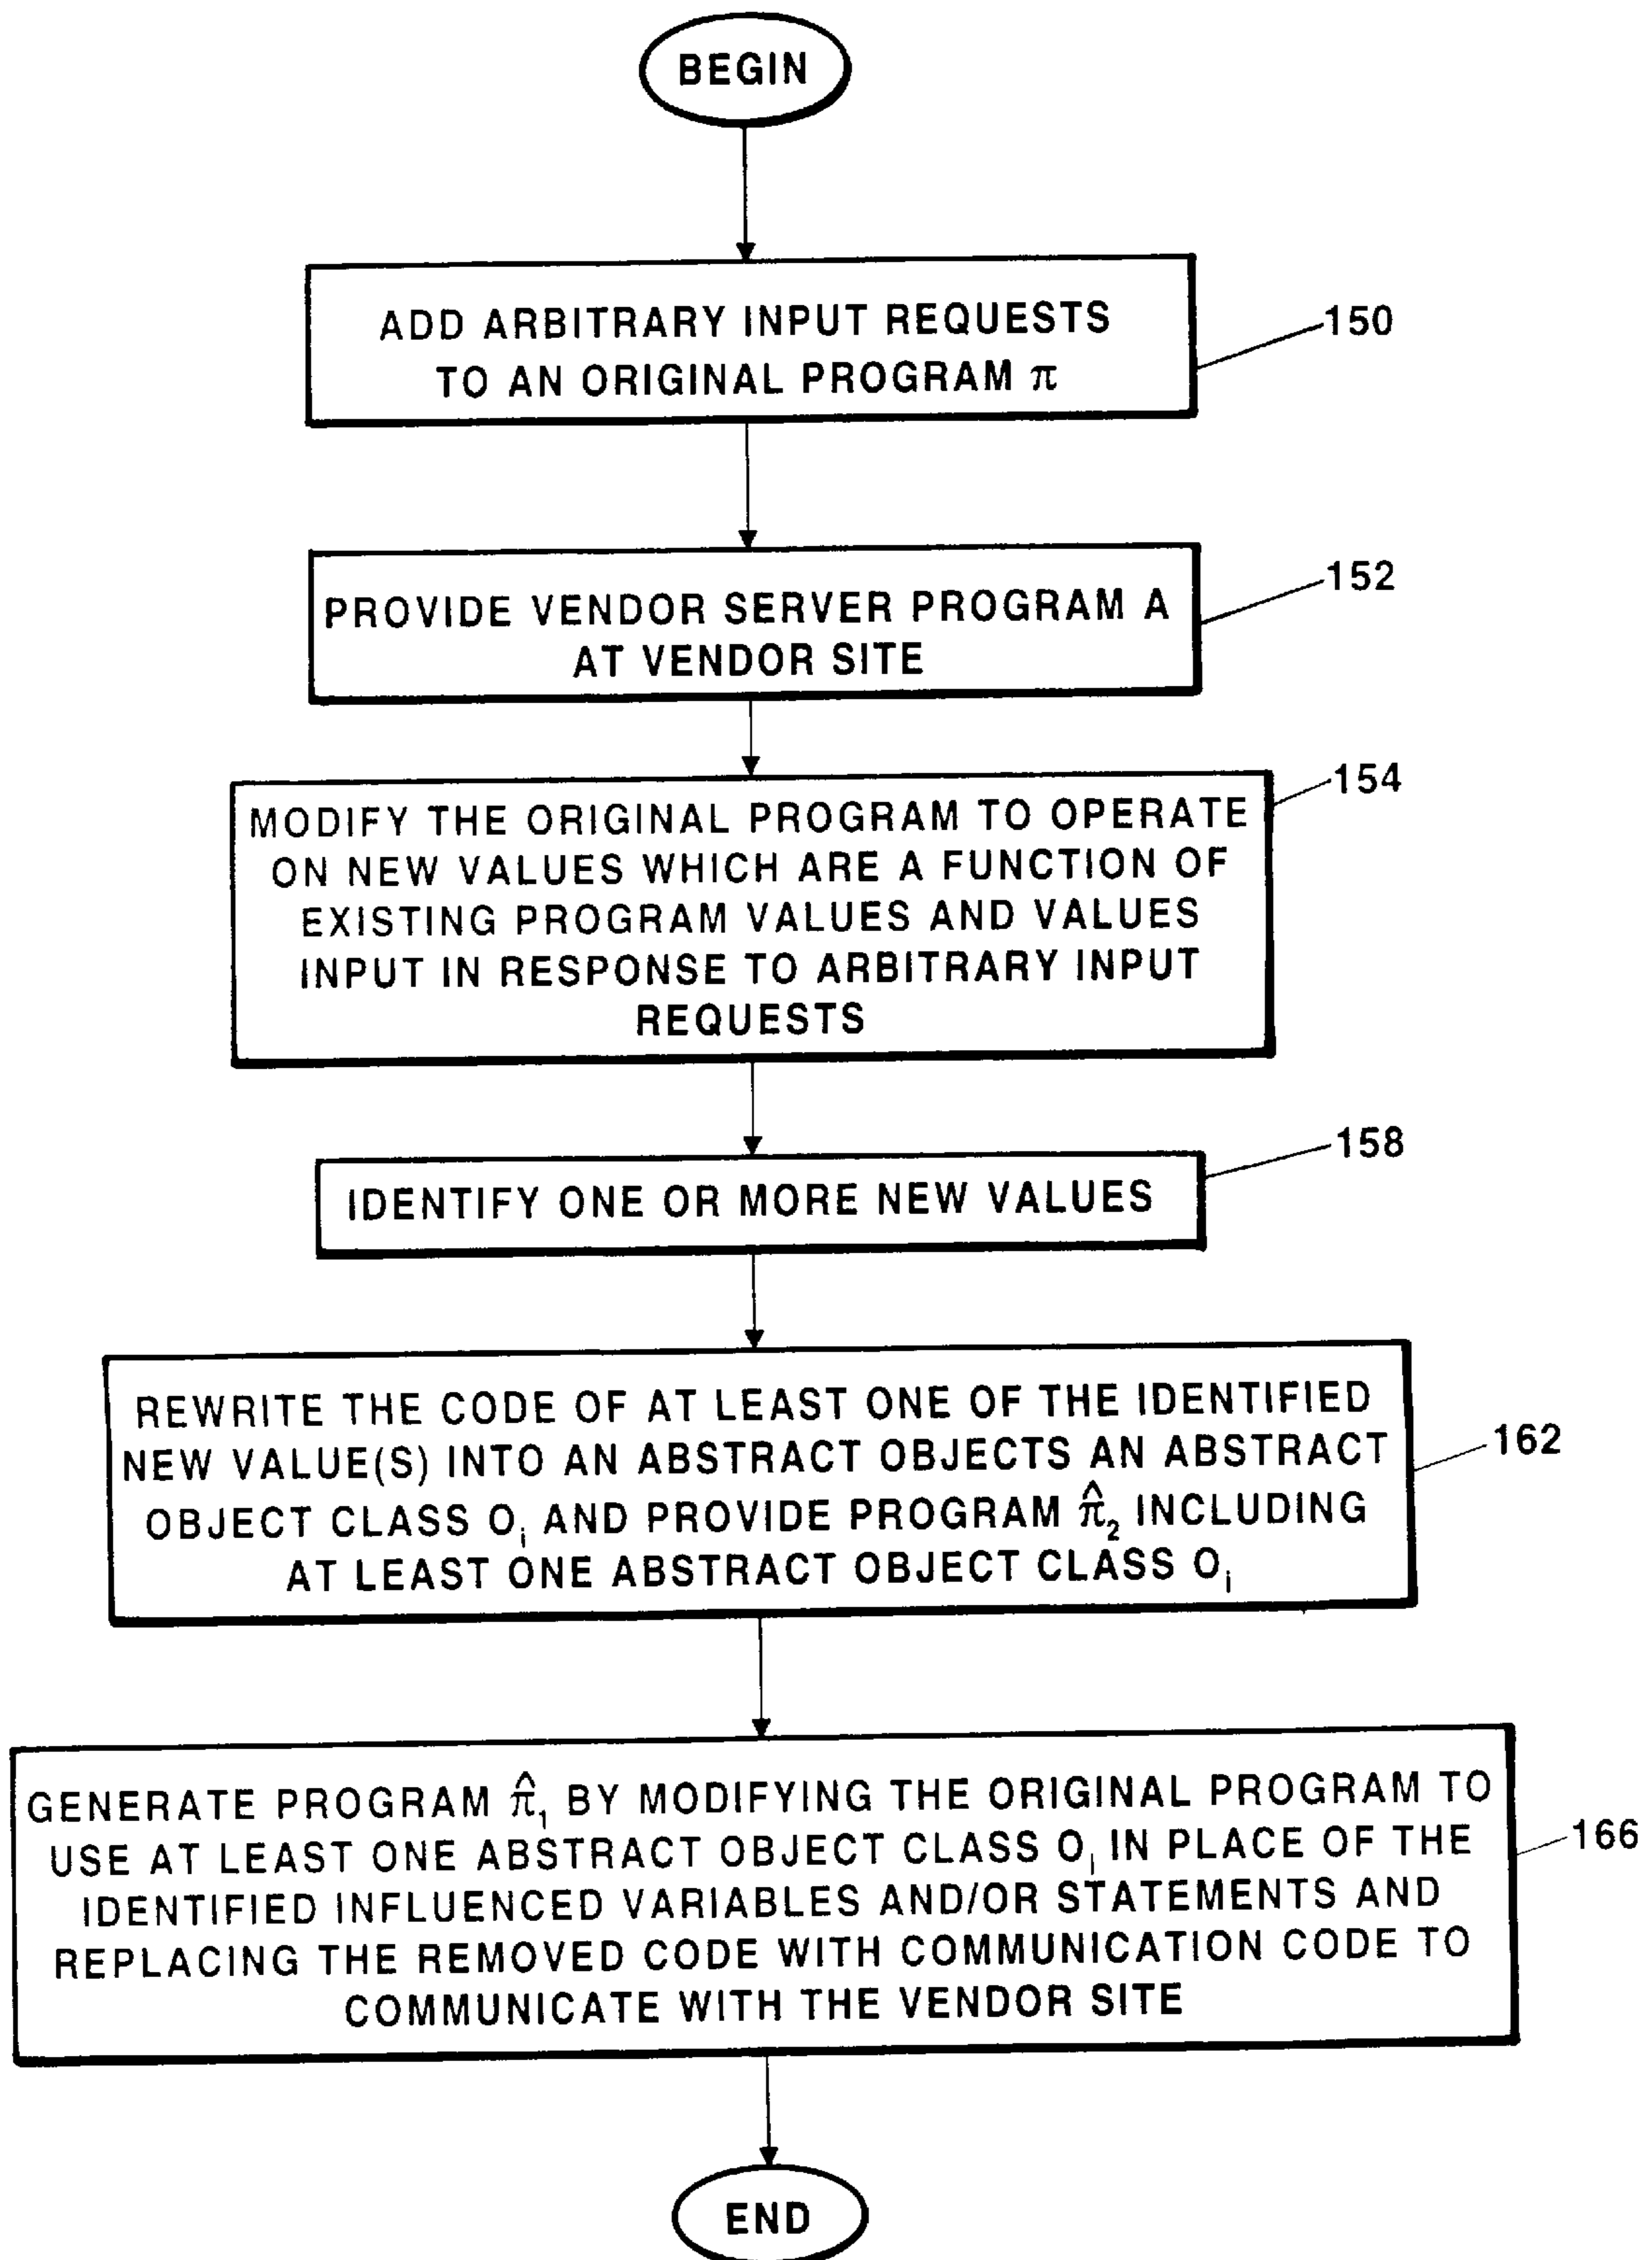 BEGIN
ADD ARBITRARY INPUT REQUESTS
TO AN ORIGINAL PROGRAM π
150
PROVIDE VENDOR SERVER PROGRAM A
AT VENDOR SITE
152
MODIFY THE ORIGINAL PROGRAM TO OPERATE
ON NEW VALUES WHICH ARE A FUNCTION OF
EXISTING PROGRAM VALUES AND VALUES
INPUT IN RESPONSE TO ARBITRARY INPUT
REQUESTS
154
IDENTIFY ONE OR MORE NEW VALUES
158
REWRITE THE CODE OF AT LEAST ONE OF THE IDENTIFIED
NEW VALUE(S) INTO AN ABSTRACT OBJECTS AN ABSTRACT
OBJECT CLASS Oᵢ AND PROVIDE PROGRAM π̂₂ INCLUDING
AT LEAST ONE ABSTRACT OBJECT CLASS Oᵢ
162
GENERATE PROGRAM π̂₁ BY MODIFYING THE ORIGINAL PROGRAM TO
USE AT LEAST ONE ABSTRACT OBJECT CLASS Oᵢ IN PLACE OF THE
IDENTIFIED INFLUENCED VARIABLES AND/OR STATEMENTS AND
REPLACING THE REMOVED CODE WITH COMMUNICATION CODE TO
COMMUNICATE WITH THE VENDOR SITE
166
END